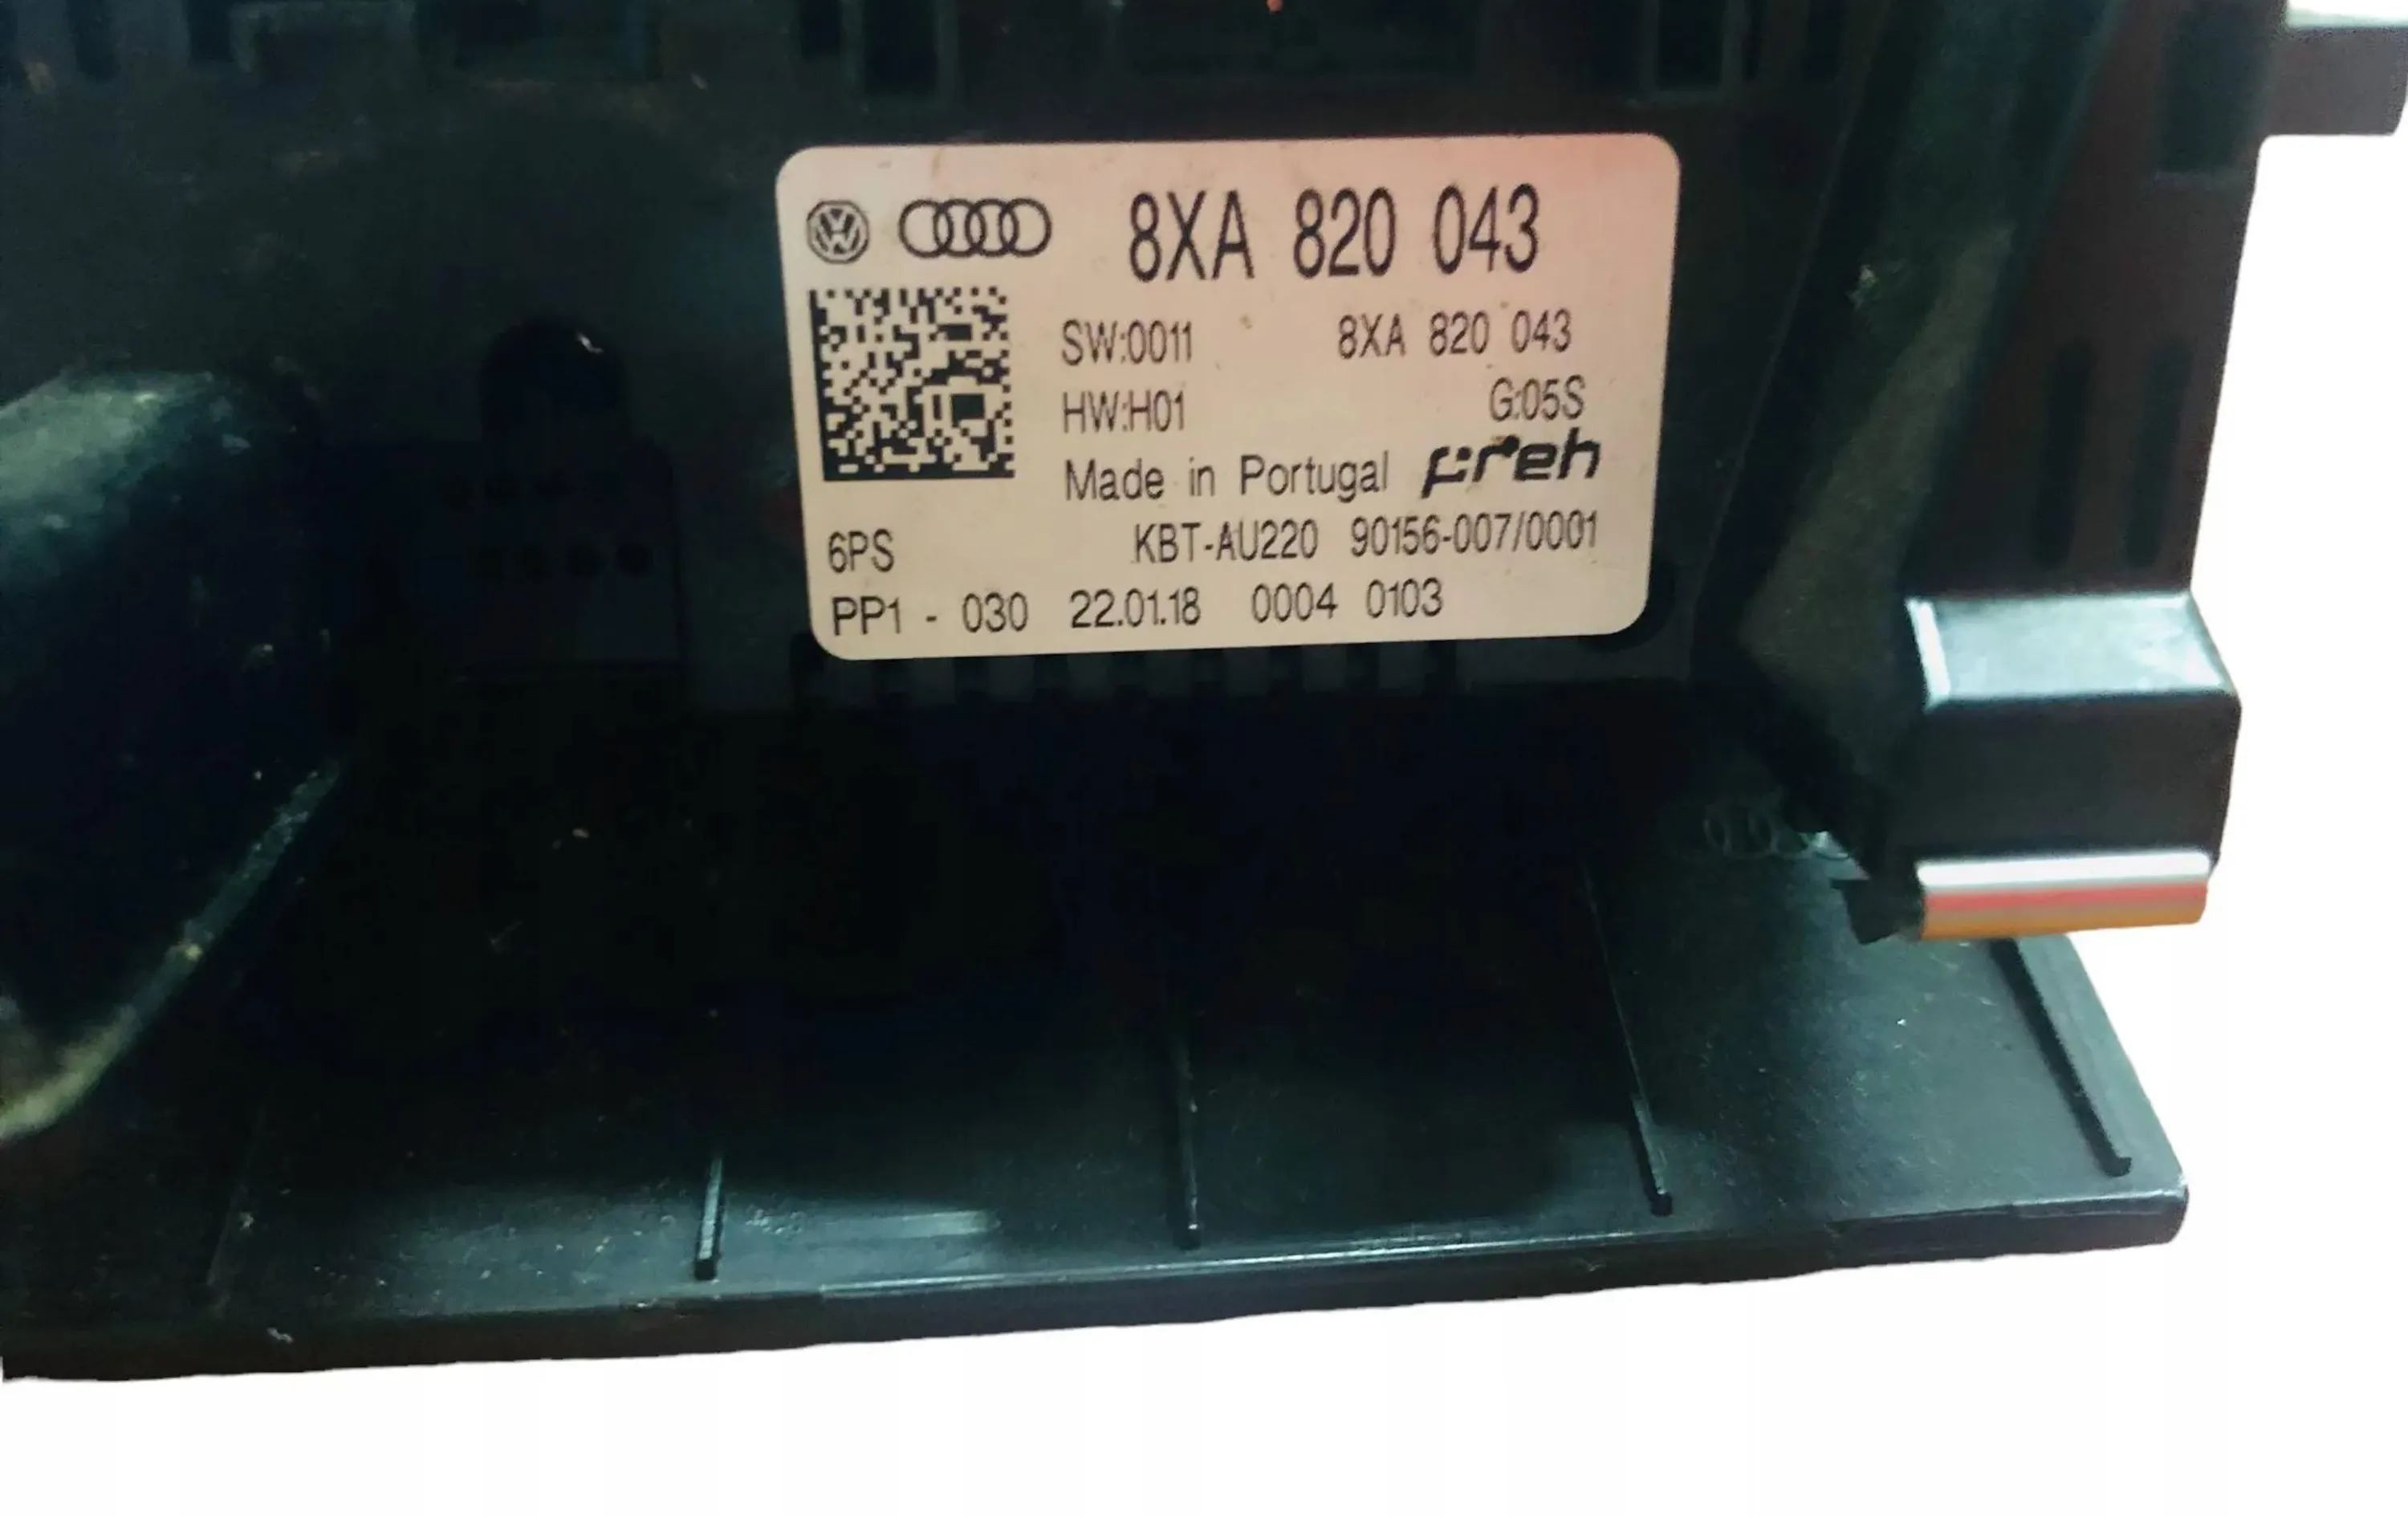 8XA 820 043
SW:0011 8XA 820 043
HW:H01 G:05S
Made in Portugal preh
6PS KBT-AU220 90156-007/0001
PP1 - 030 22.01.18 0004 0103